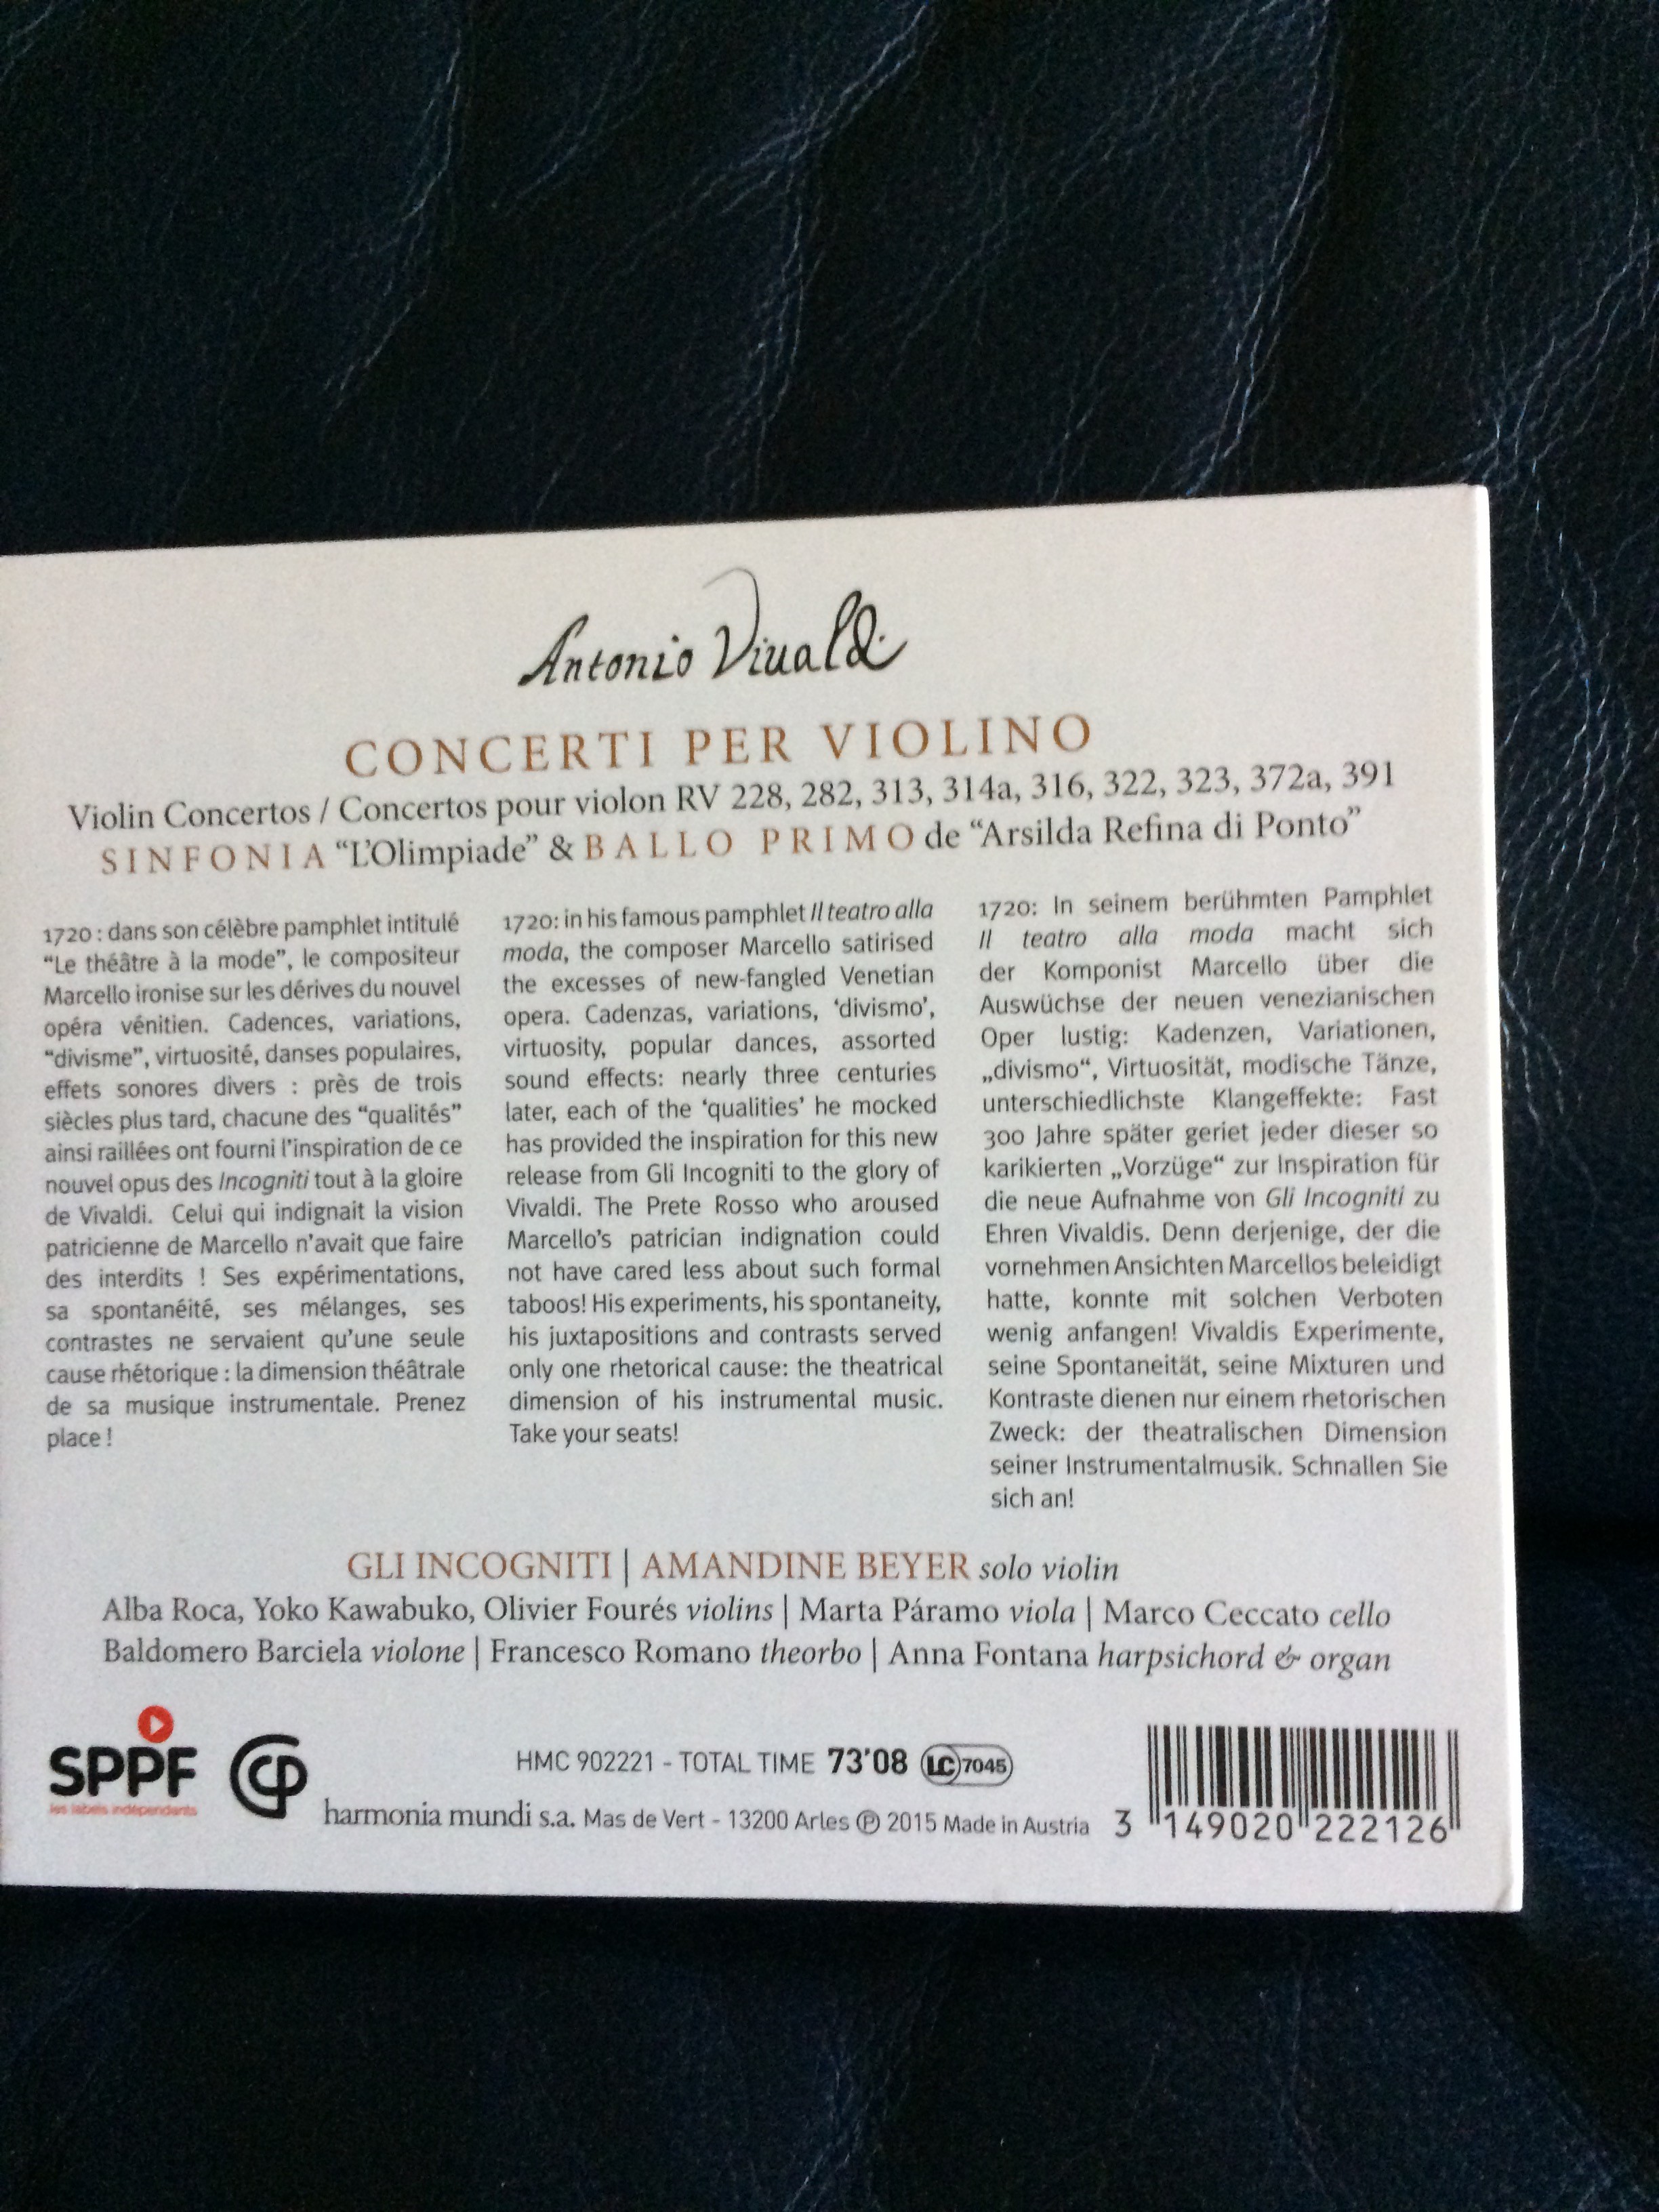 Antonio Vivaldi
CONCERTI PER VIOLINO
Violin Concertos / Concertos pour violon RV 228, 282, 313, 314a, 316, 322, 323, 372a, 391
SINFONIA “L’Olimpiade” & BALLO PRIMO de “Arsilda Refina di Ponto”
1720 : dans son célèbre pamphlet intitulé
“Le théâtre à la mode”, le compositeur
Marcello ironise sur les dérives du nouvel
opéra vénitien. Cadences, variations,
“divisme”, virtuosité, danses populaires,
effets sonores divers : près de trois
siècles plus tard, chacune des “qualités”
ainsi raillées ont fourni l’inspiration de ce
nouvel opus des Incogniti tout à la gloire
de Vivaldi. Celui qui indignait la vision
patricienne de Marcello n’avait que faire
des interdits ! Ses expérimentations,
sa spontanéité, ses mélanges, ses
contrastes ne servaient qu’une seule
cause rhétorique : la dimension théâtrale
de sa musique instrumentale. Prenez
place !
1720: in his famous pamphlet Il teatro alla
moda, the composer Marcello satirised
the excesses of new-fangled Venetian
opera. Cadenzas, variations, ‘divismo’,
virtuosity, popular dances, assorted
sound effects: nearly three centuries
later, each of the ‘qualities’ he mocked
has provided the inspiration for this new
release from Gli Incogniti to the glory of
Vivaldi. The Prete Rosso who aroused
Marcello’s patrician indignation could
not have cared less about such formal
taboos! His experiments, his spontaneity,
his juxtapositions and contrasts served
only one rhetorical cause: the theatrical
dimension of his instrumental music.
Take your seats!
1720: In seinem berühmten Pamphlet
Il teatro alla moda macht sich
der Komponist Marcello über die
Auswüchse der neuen venezianischen
Oper lustig: Kadenzen, Variationen,
„divismo“, Virtuosität, modische Tänze,
unterschiedlichste Klangeffekte: Fast
300 Jahre später geriet jeder dieser so
karikierten „Vorzüge“ zur Inspiration für
die neue Aufnahme von Gli Incogniti zu
Ehren Vivaldis. Denn derjenige, der die
vornehmen Ansichten Marcellos beleidigt
hatte, konnte mit solchen Verboten
wenig anfangen! Vivaldis Experimente,
seine Spontaneität, seine Mixturen und
Kontraste dienen nur einem rhetorischen
Zweck: der theatralischen Dimension
seiner Instrumentalmusik. Schnallen Sie
sich an!
GLI INCOGNITI | AMANDINE BEYER solo violin
Alba Roca, Yoko Kawabuko, Olivier Fourés violins | Marta Páramo viola | Marco Ceccato cello
Baldomero Barciela violone | Francesco Romano theorbo | Anna Fontana harpsichord & organ
SPPF
les labels indépendants
HMC 902221 - TOTAL TIME 73’08 LC 7045
harmonia mundi s.a. Mas de Vert - 13200 Arles ℗ 2015 Made in Austria
3 149020 222126